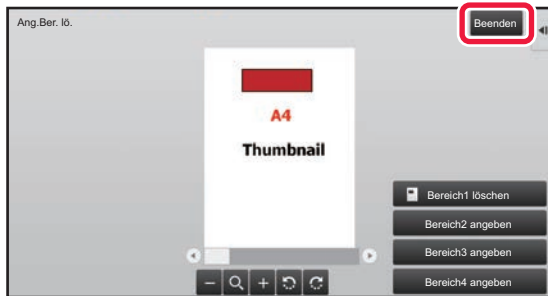 Ang.Ber. lö.
Beenden
A4
Thumbnail
Bereich1 löschen
Bereich2 angeben
Bereich3 angeben
Bereich4 angeben